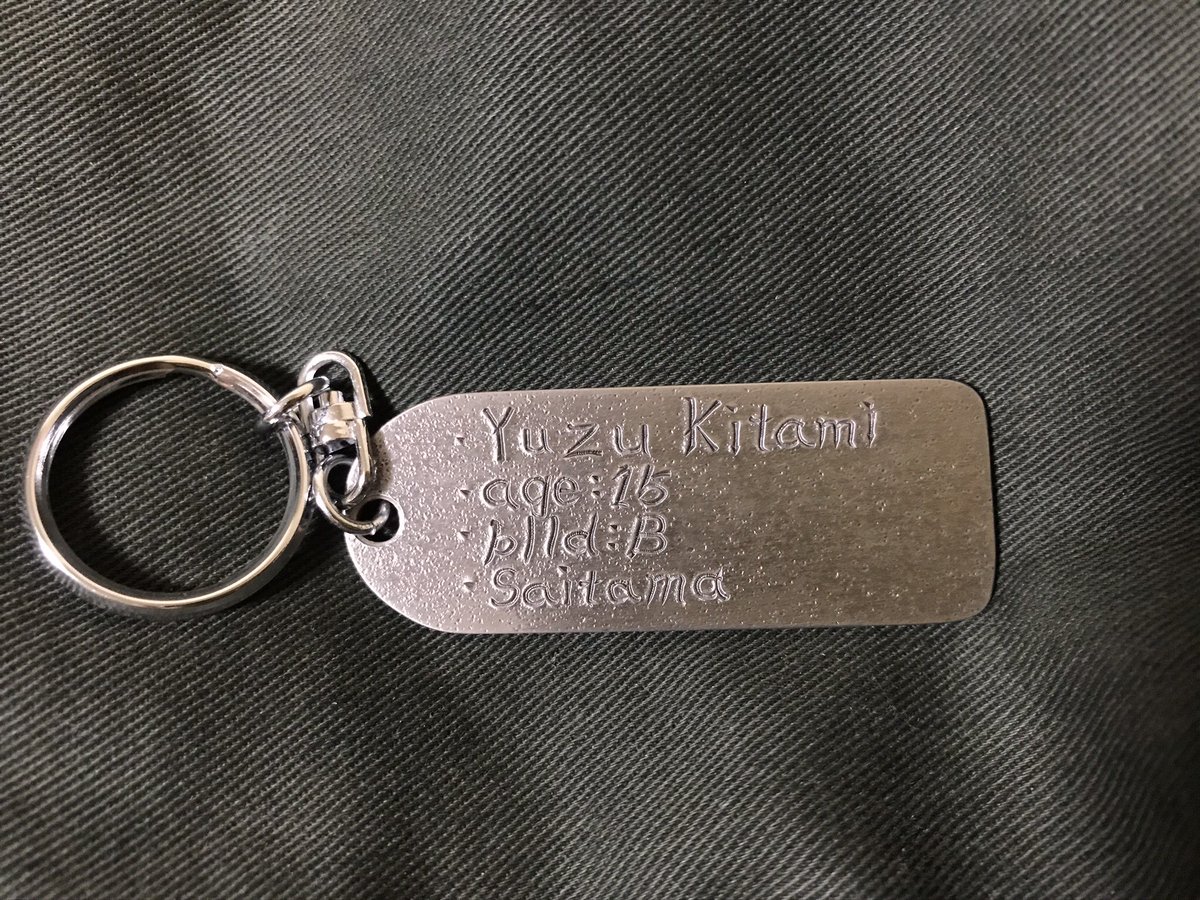 · Yuzu Kitami
· age:15
· blld:B
· Saitama